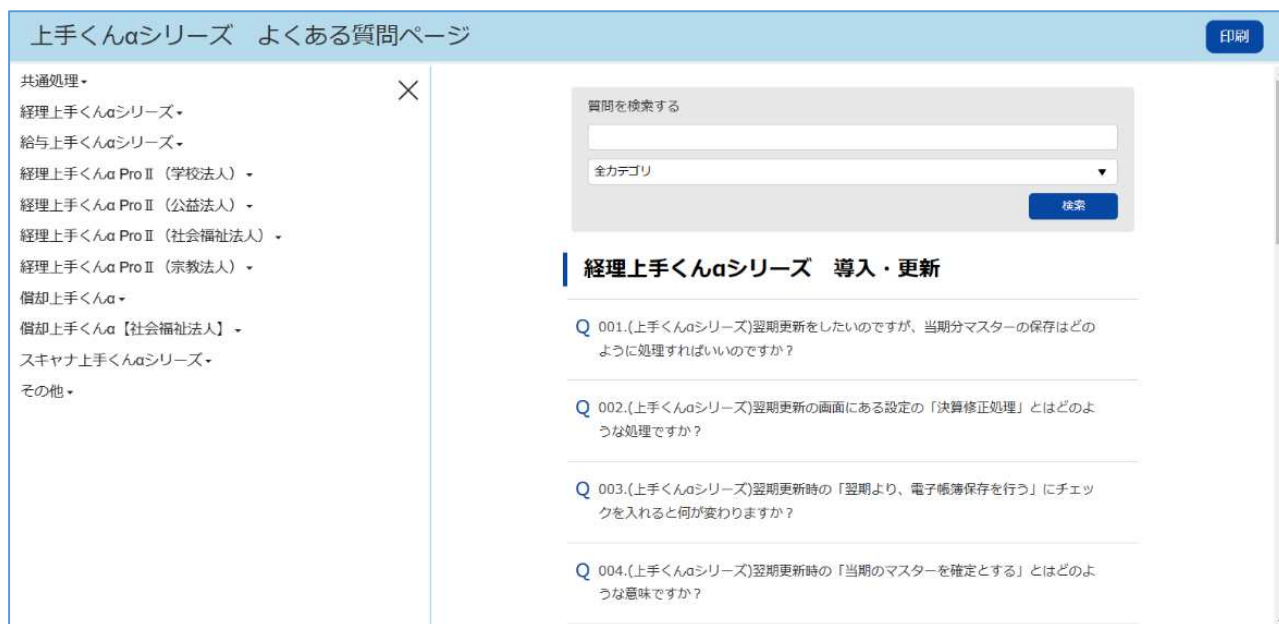 上手くんαシリーズ　よくある質問ページ
印刷
共通処理▾
経理上手くんαシリーズ▾
給与上手くんαシリーズ▾
経理上手くんα ProⅡ（学校法人）▾
経理上手くんα ProⅡ（公益法人）▾
経理上手くんα ProⅡ（社会福祉法人）▾
経理上手くんα ProⅡ（宗教法人）▾
償却上手くんα▾
償却上手くんα【社会福祉法人】▾
スキャナ上手くんαシリーズ▾
その他▾
質問を検索する
全カテゴリ ▼
検索
経理上手くんαシリーズ　導入・更新
Q 001.(上手くんαシリーズ)翌期更新をしたいのですが、当期分マスターの保存はどの
ように処理すればいいのですか？
Q 002.(上手くんαシリーズ)翌期更新の画面にある設定の「決算修正処理」とはどのよ
うな処理ですか？
Q 003.(上手くんαシリーズ)翌期更新時の「翌期より、電子帳簿保存を行う」にチェッ
クを入れると何が変わりますか？
Q 004.(上手くんαシリーズ)翌期更新時の「当期のマスターを確定とする」とはどのよ
うな意味ですか？